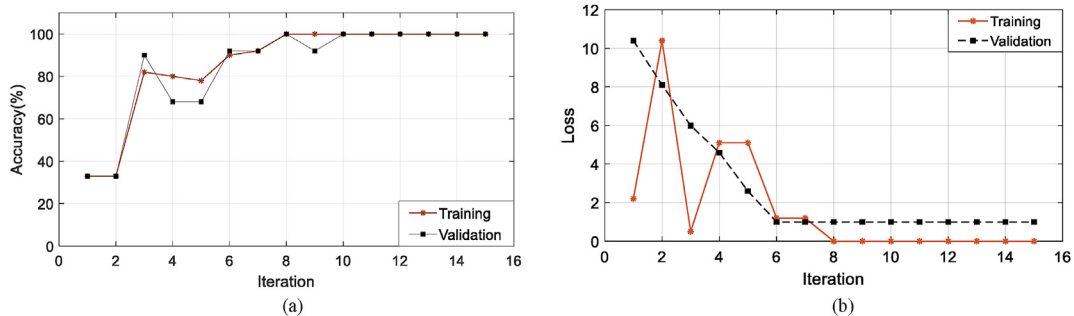 100
80
60
40
20
0
Accuracy(%)
0 2 4 6 8 10 12 14 16
Iteration
Training
Validation
(a)
12
10
8
6
4
2
0
Loss
0 2 4 6 8 10 12 14 16
Iteration
Training
Validation
(b)